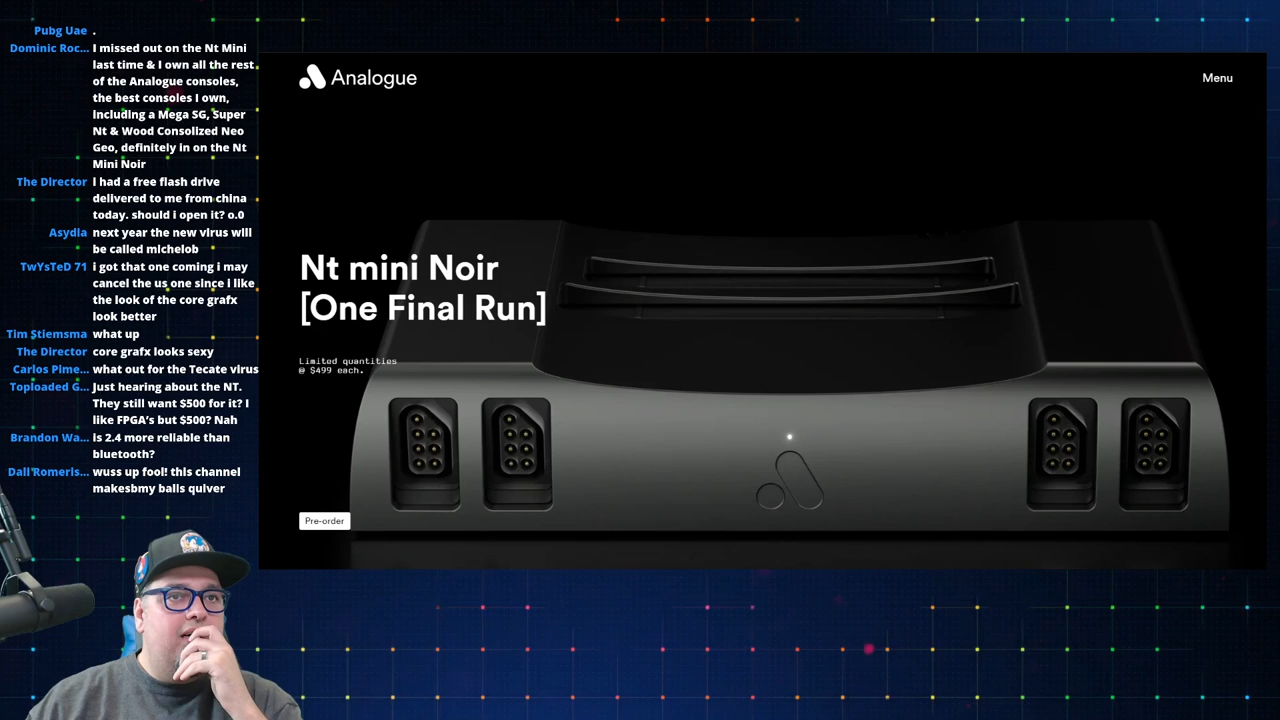 Pubg Uae .
Dominic Roc... I missed out on the Nt Mini
last time & I own all the rest
of the Analogue consoles,
the best consoles I own,
including a Mega SG, Super
Nt & Wood Consolized Neo
Geo, definitely in on the Nt
Mini Noir
The Director I had a free flash drive
delivered to me from china
today. should i open it? o.0
Asydia next year the new virus will
be called michelob
TwYsTeD 71 i got that one coming i may
cancel the us one since i like
the look of the core grafx
look better
Tim Stiemsma what up
The Director core grafx looks sexy
Carlos Pime... what out for the Tecate virus
Toploaded G... Just hearing about the NT.
They still want $500 for it? I
like FPGA's but $500? Nah
Brandon Wa... Is 2.4 more reliable than
bluetooth?
Dall'Romeris... wuss up fool! this channel
makesbmy balls quiver
Analogue
Menu
Nt mini Noir
[One Final Run]
Limited quantities
@ $499 each.
Pre-order